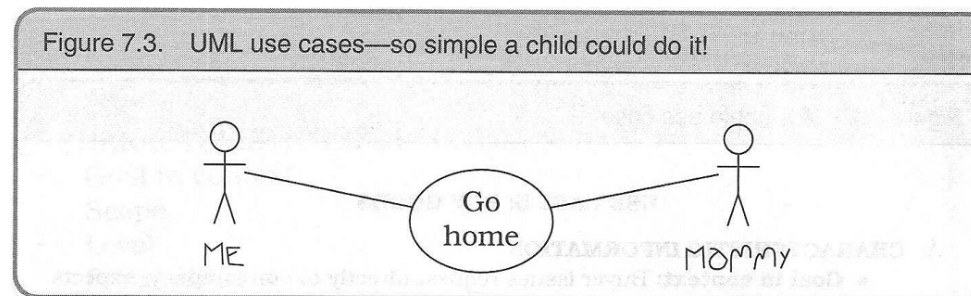 Figure 7.3. UML use cases—so simple a child could do it!
Go
home
ME
MOMMY